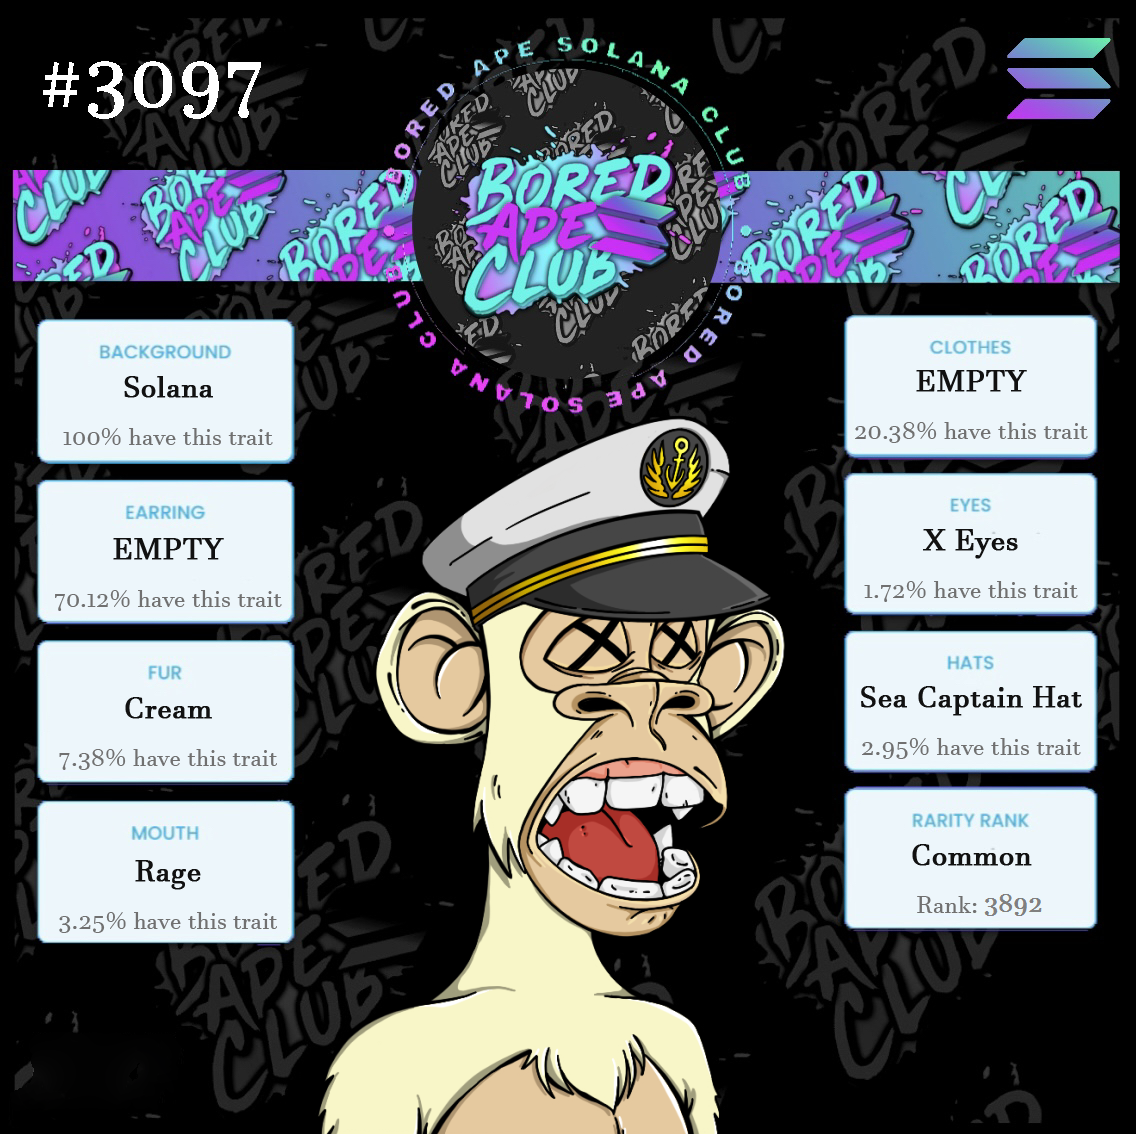 #3097
BORED APE SOLANA CLUB
BORED APE SOLANA CLUB
BORED
APE
CLUB
BACKGROUND
Solana
100% have this trait
EARRING
EMPTY
70.12% have this trait
FUR
Cream
7.38% have this trait
MOUTH
Rage
3.25% have this trait
CLOTHES
EMPTY
20.38% have this trait
EYES
X Eyes
1.72% have this trait
HATS
Sea Captain Hat
2.95% have this trait
RARITY RANK
Common
Rank: 3892